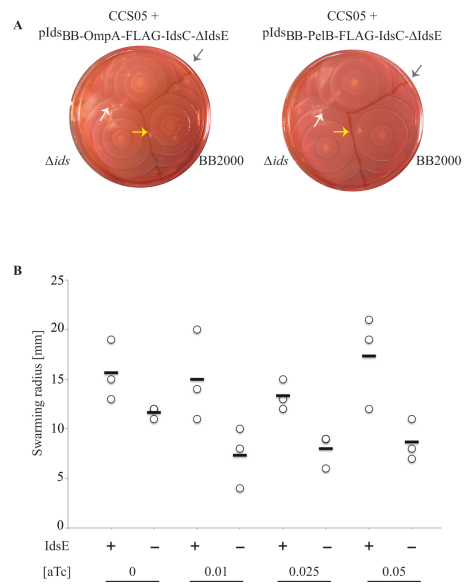 A
CCS05 +
pIdsBB-OmpA-FLAG-IdsC-ΔIdsE
CCS05 +
pIdsBB-PelB-FLAG-IdsC-ΔIdsE
Δids
BB2000
Δids
BB2000
B
Swarming radius [mm]
25
20
15
10
5
0
IdsE + – + – + – + –
[aTc] 0 0.01 0.025 0.05